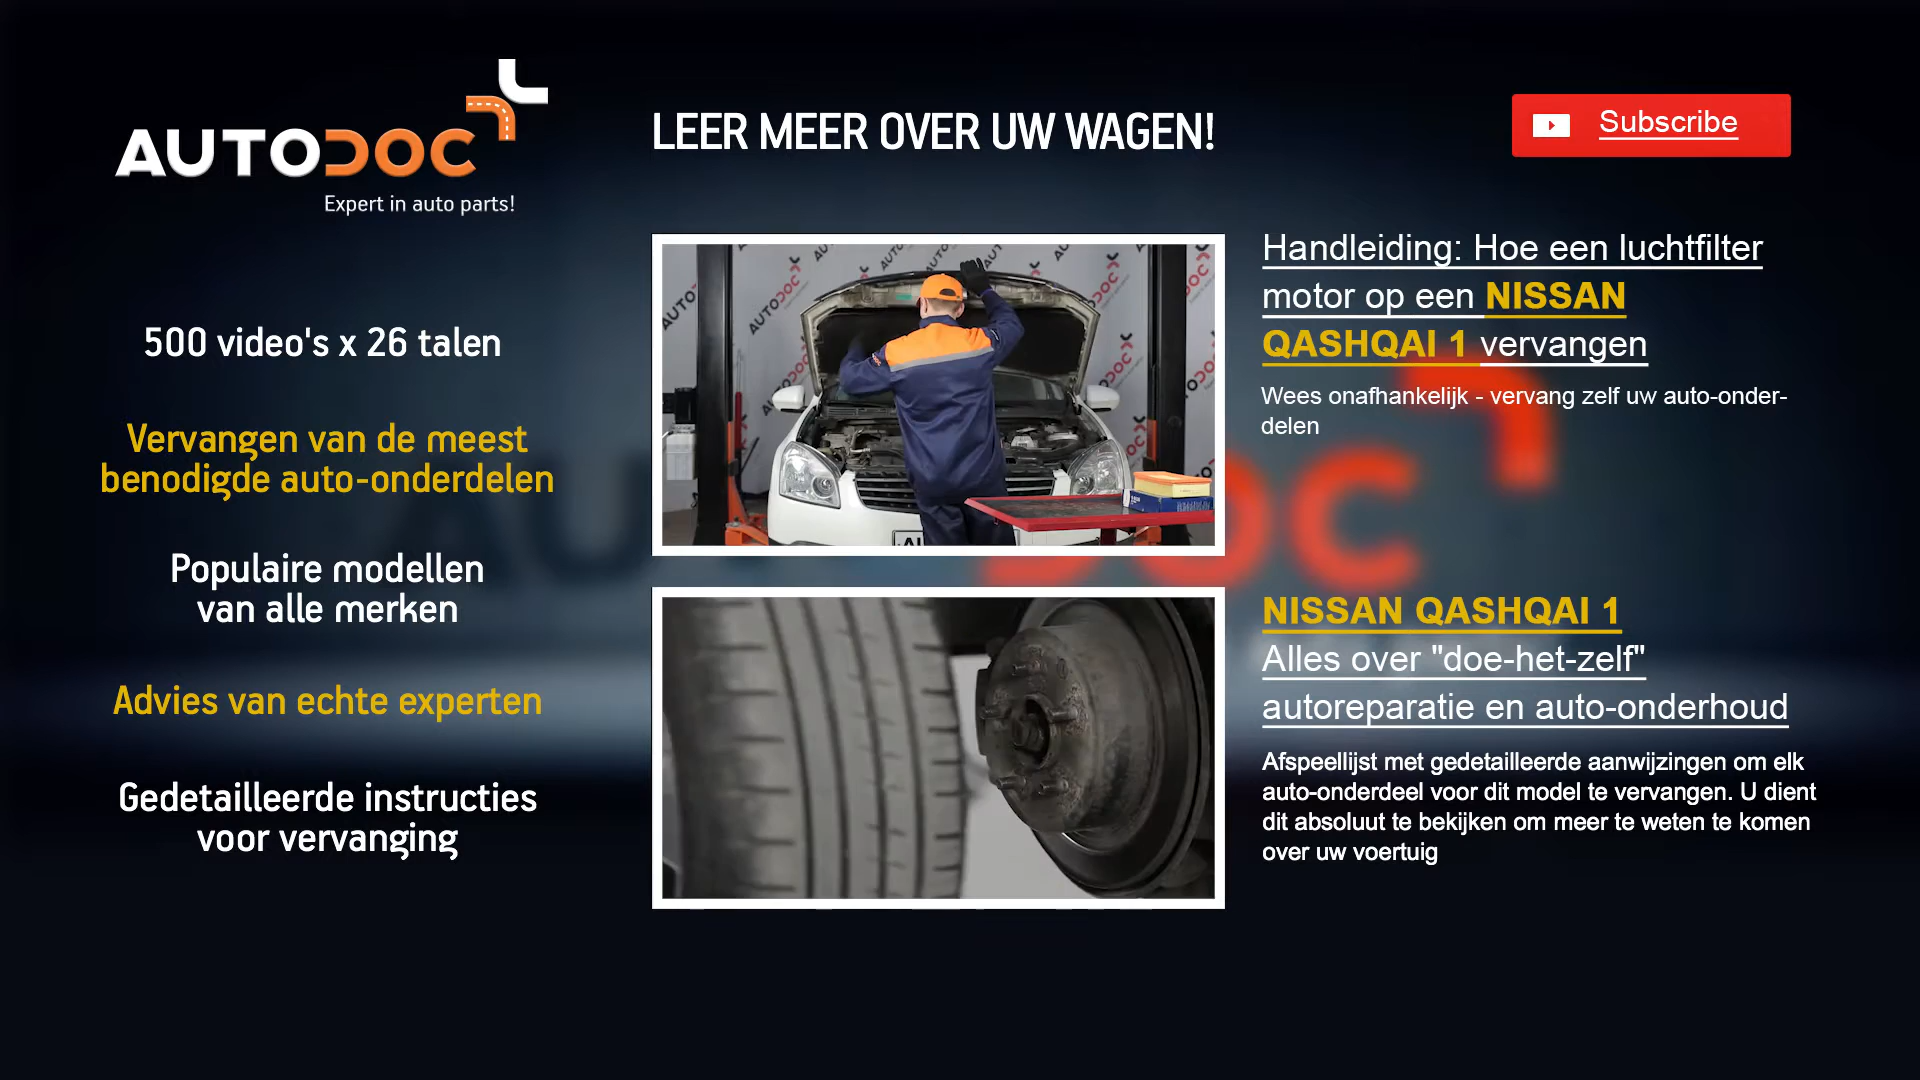 AUTODOC
Expert in auto parts!
LEER MEER OVER UW WAGEN!
Subscribe
500 video's x 26 talen
Vervangen van de meest
benodigde auto-onderdelen
Populaire modellen
van alle merken
Advies van echte experten
Gedetailleerde instructies
voor vervanging
Handleiding: Hoe een luchtfilter
motor op een NISSAN
QASHQAI 1 vervangen
Wees onafhankelijk - vervang zelf uw auto-onder-
delen
NISSAN QASHQAI 1
Alles over "doe-het-zelf"
autoreparatie en auto-onderhoud
Afspeellijst met gedetailleerde aanwijzingen om elk
auto-onderdeel voor dit model te vervangen. U dient
dit absoluut te bekijken om meer te weten te komen
over uw voertuig